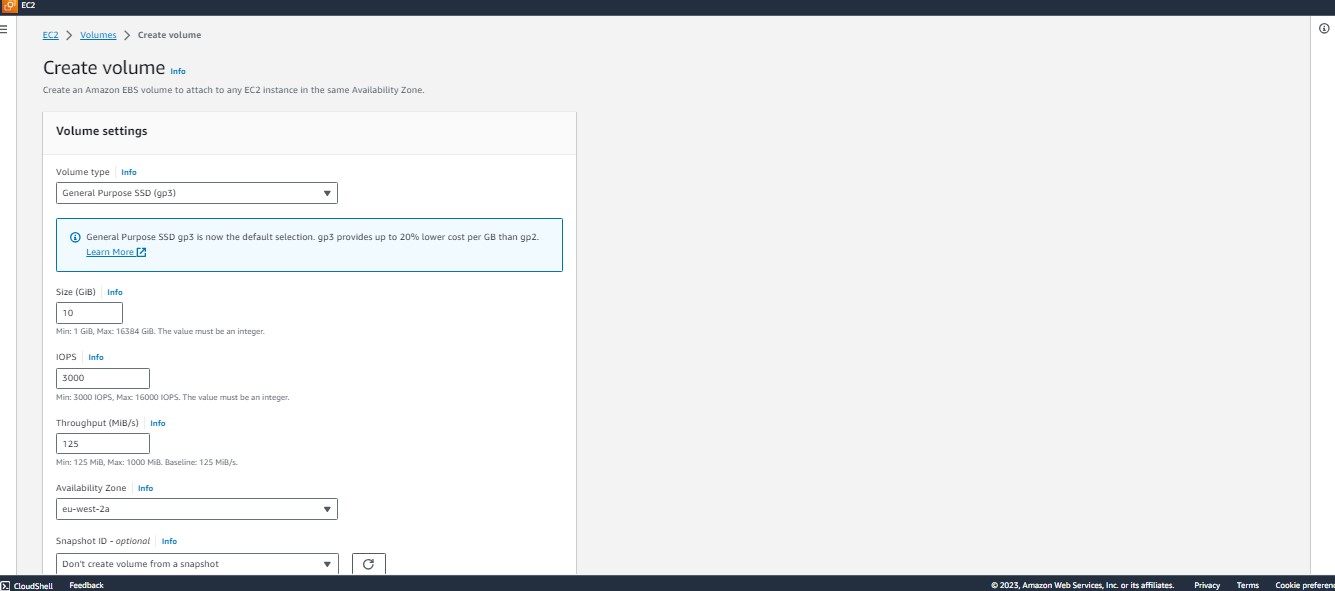 EC2
EC2 > Volumes > Create volume
Create volume Info
Create an Amazon EBS volume to attach to any EC2 instance in the same Availability Zone.
Volume settings
Volume type Info
General Purpose SSD (gp3)
General Purpose SSD gp3 is now the default selection. gp3 provides up to 20% lower cost per GB than gp2.
Learn More
Size (GiB) Info
10
Min: 1 GiB, Max: 16384 GiB. The value must be an integer.
IOPS Info
3000
Min: 3000 IOPS, Max: 16000 IOPS. The value must be an integer.
Throughput (MiB/s) Info
125
Min: 125 MiB, Max: 1000 MiB. Baseline: 125 MiB/s.
Availability Zone Info
eu-west-2a
Snapshot ID - optional Info
Don't create volume from a snapshot
CloudShell Feedback © 2023, Amazon Web Services, Inc. or its affiliates. Privacy Terms Cookie preferen